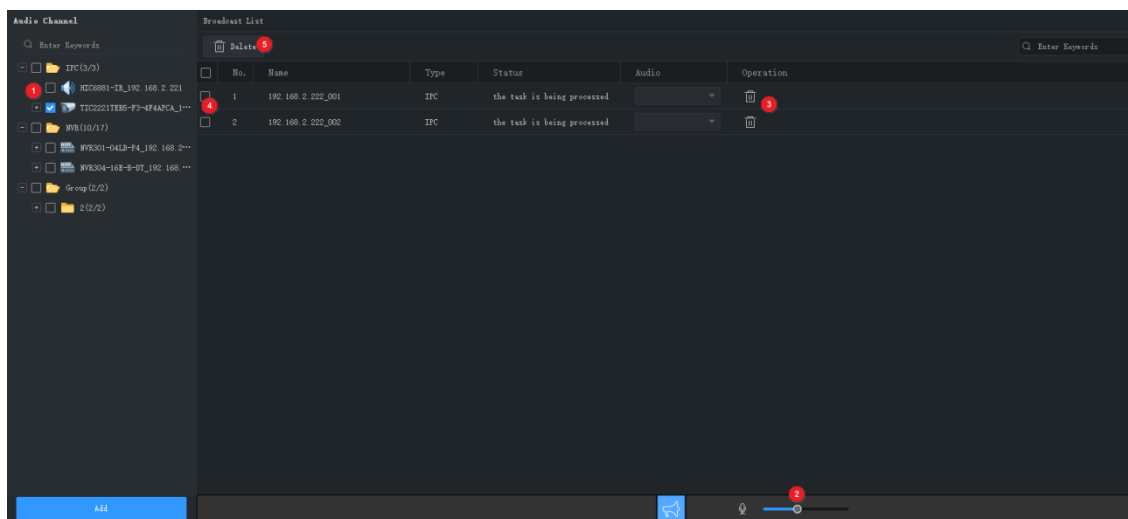 Audio Channel
Enter Keywords
IPC(3/3)
1
HIC6881-IR_192.168.2.221
TIC2221TER5-F3-4F4APCA_1···
NVR(10/17)
NVR301-04LB-P4_192.168.2···
NVR304-16E-B-DT_192.168.···
Group(2/2)
2(2/2)
Add
Broadcast List
Delete 5
Enter Keywords
No. Name Type Status Audio Operation
1 192.168.2.222_001 IPC the task is being processed 3
4
2 192.168.2.222_002 IPC the task is being processed
2